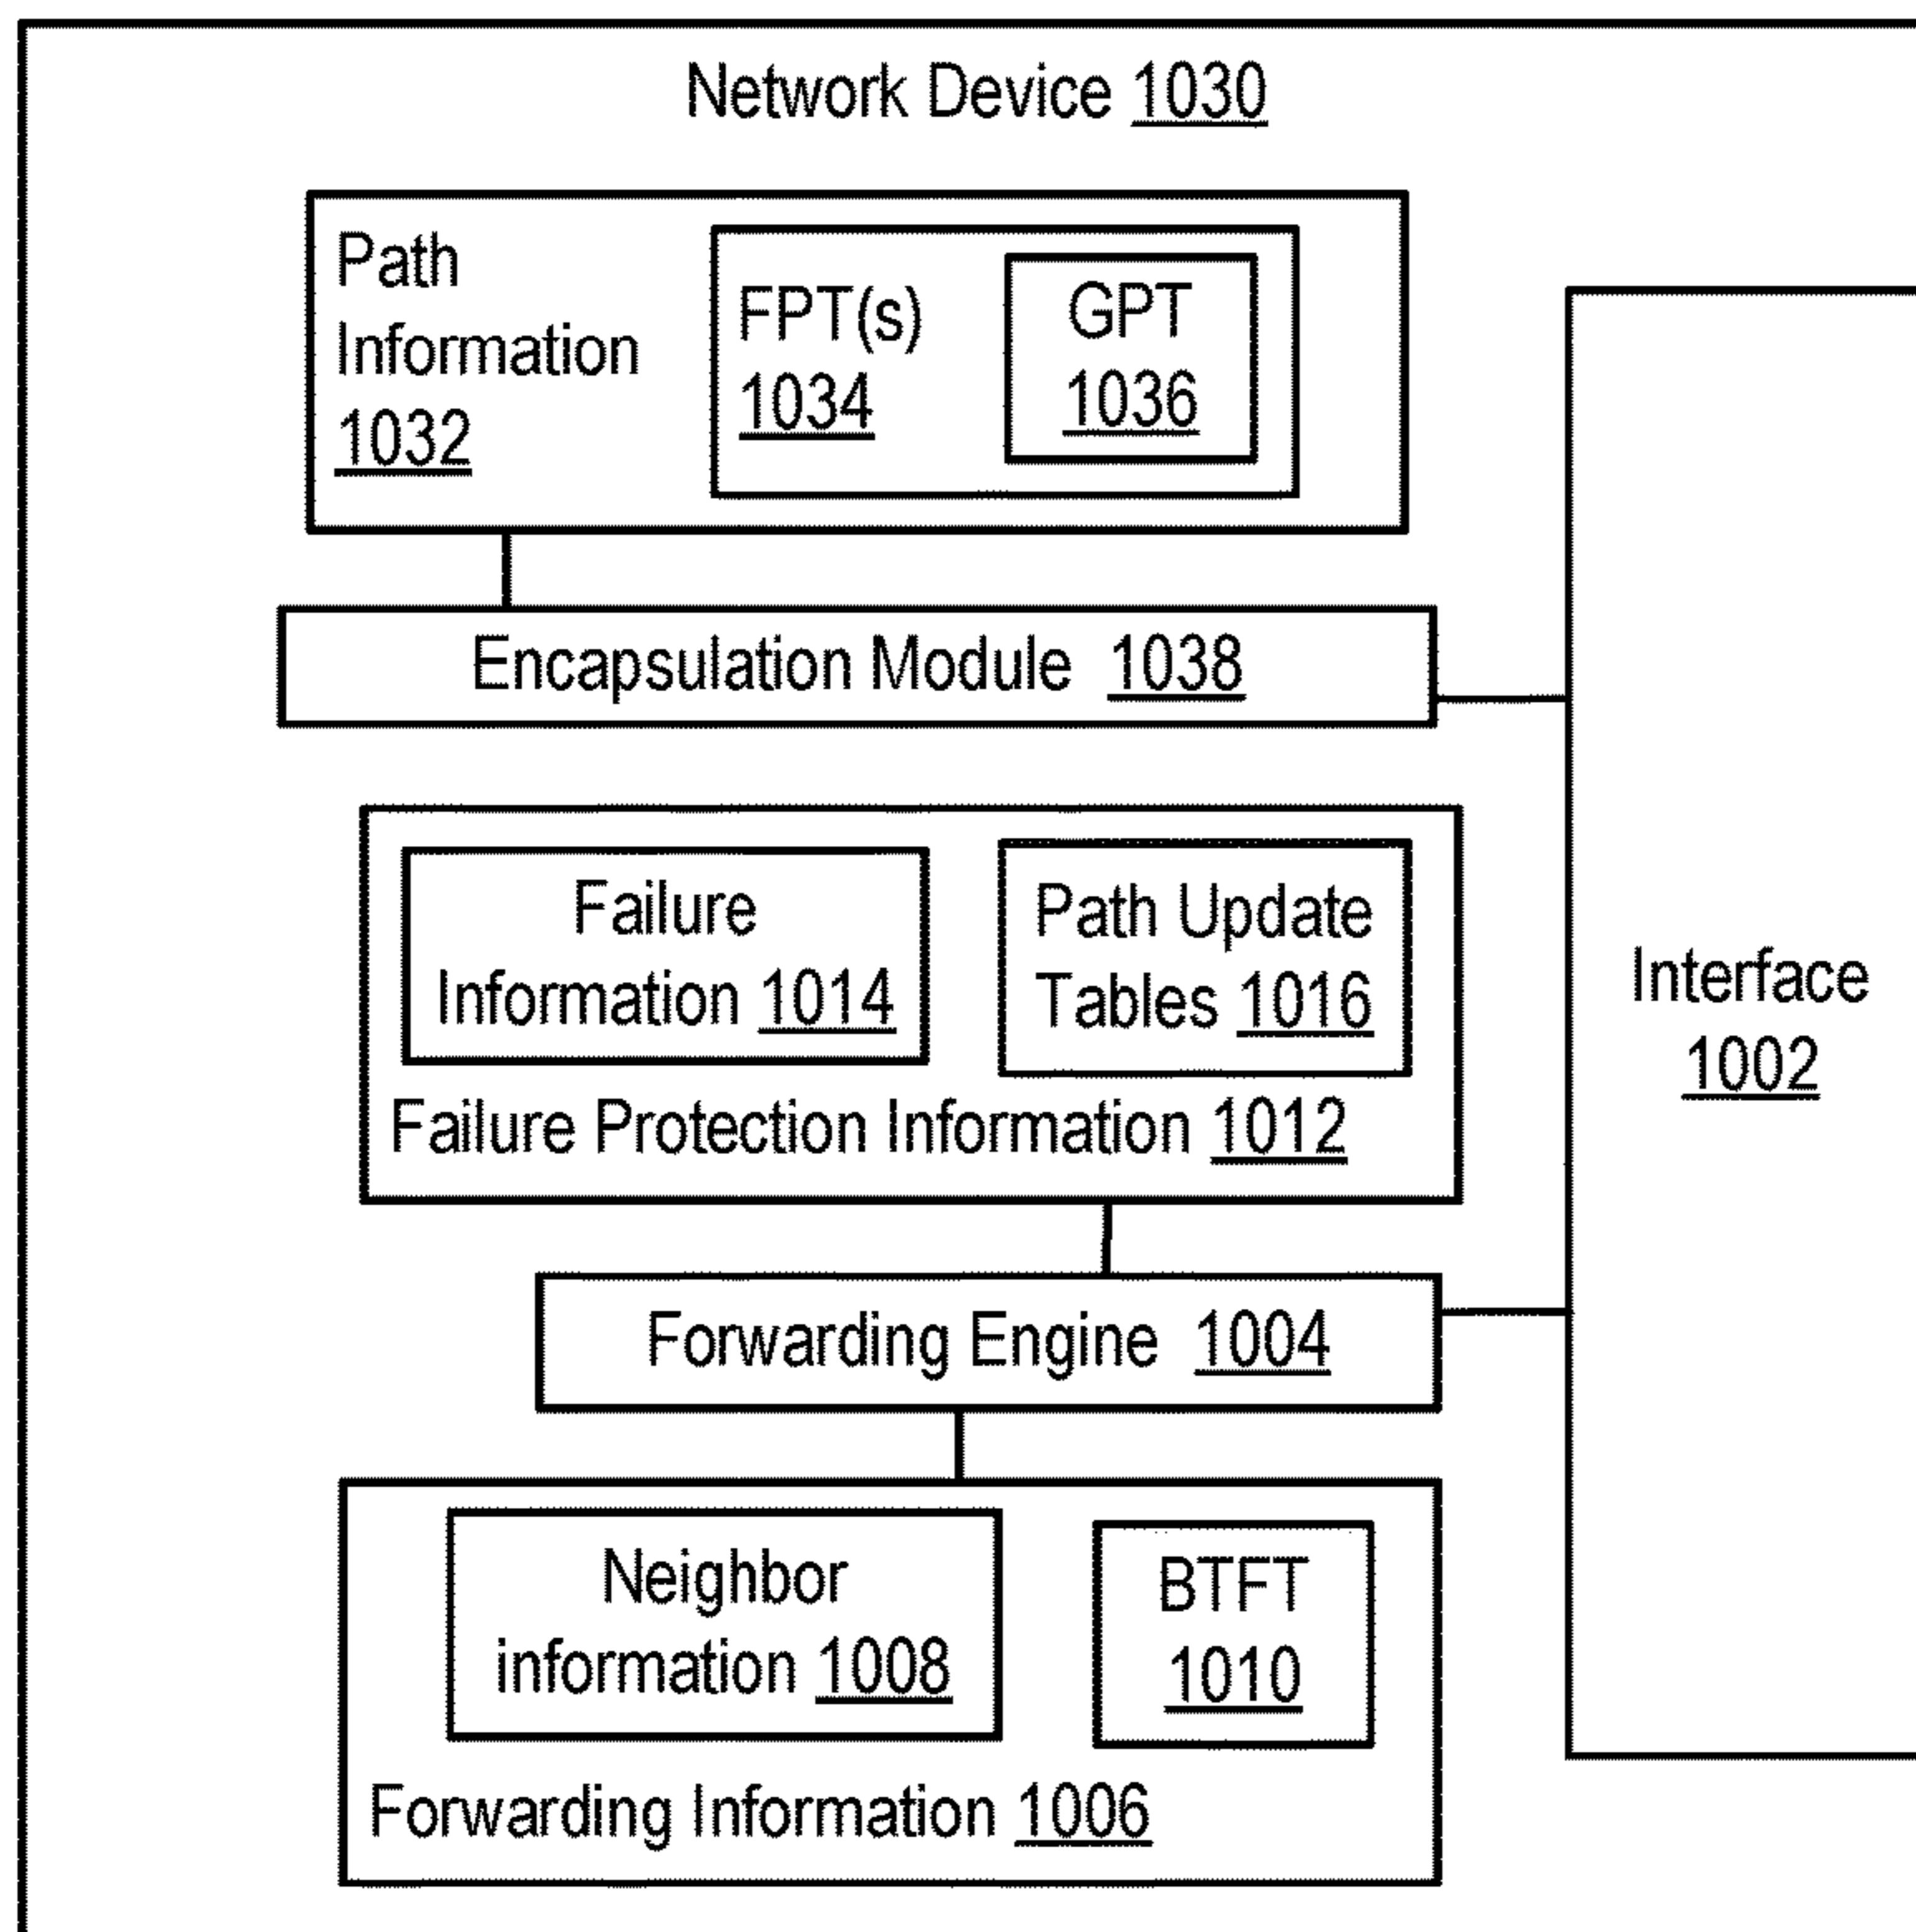 Network Device 1030
Path
Information
1032
FPT(s)
1034
GPT
1036
Encapsulation Module 1038
Failure
Information 1014
Path Update
Tables 1016
Failure Protection Information 1012
Interface
1002
Forwarding Engine 1004
Neighbor
information 1008
BTFT
1010
Forwarding Information 1006